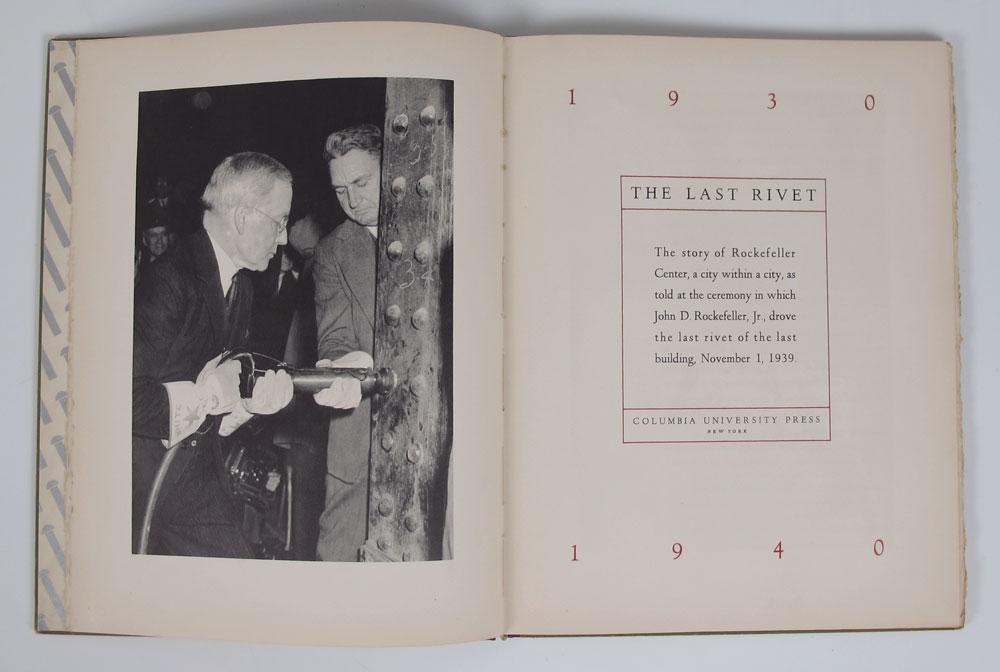 1 9 3 0
THE LAST RIVET
The story of Rockefeller
Center, a city within a city, as
told at the ceremony in which
John D. Rockefeller, Jr., drove
the last rivet of the last
building, November 1, 1939.
COLUMBIA UNIVERSITY PRESS
NEW YORK
1 9 4 0
34